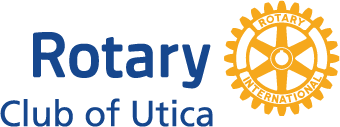 Rotary
Club of Utica
ROTARY
INTERNATIONAL